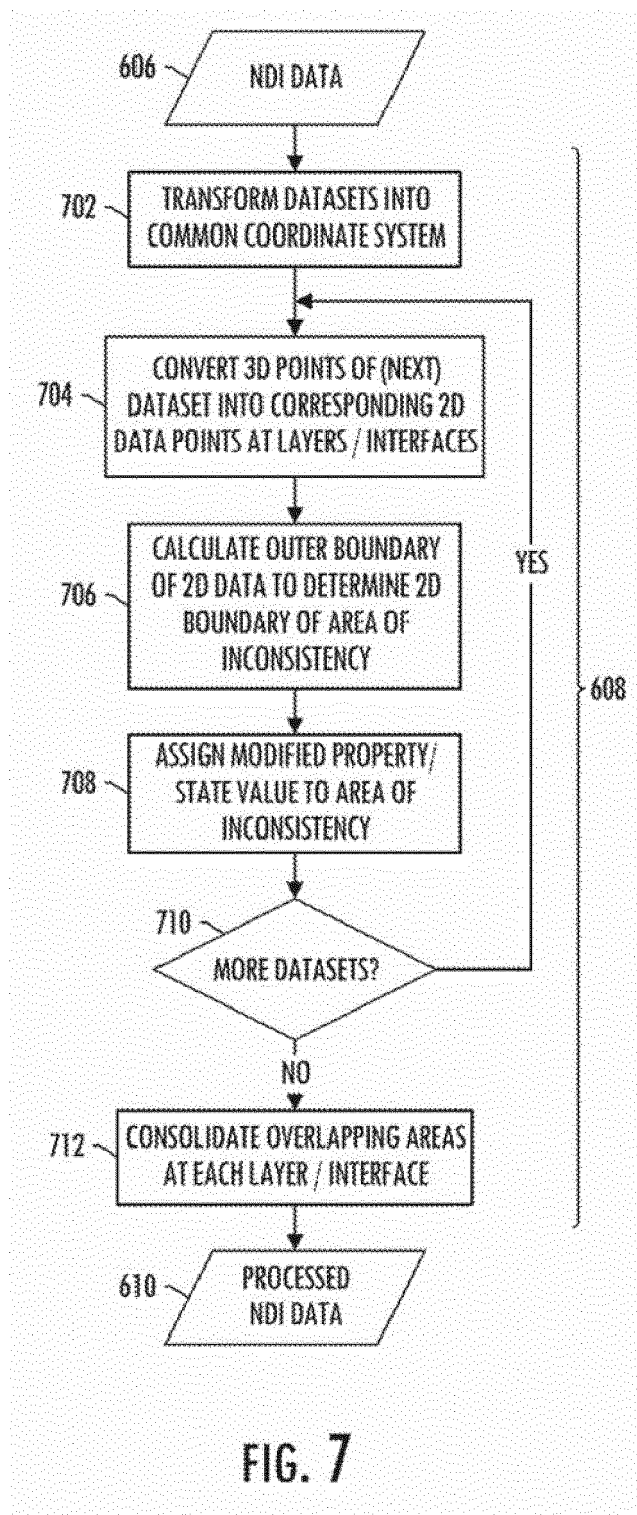 606
NDI DATA
702
TRANSFORM DATASETS INTO
COMMON COORDINATE SYSTEM
704
CONVERT 3D POINTS OF (NEXT)
DATASET INTO CORRESPONDING 2D
DATA POINTS AT LAYERS / INTERFACES
706
CALCULATE OUTER BOUNDARY
OF 2D DATA TO DETERMINE 2D
BOUNDARY OF AREA OF
INCONSISTENCY
YES
608
708
ASSIGN MODIFIED PROPERTY/
STATE VALUE TO AREA OF
INCONSISTENCY
710
MORE DATASETS?
NO
712
CONSOLIDATE OVERLAPPING AREAS
AT EACH LAYER / INTERFACE
610
PROCESSED
NDI DATA
FIG. 7